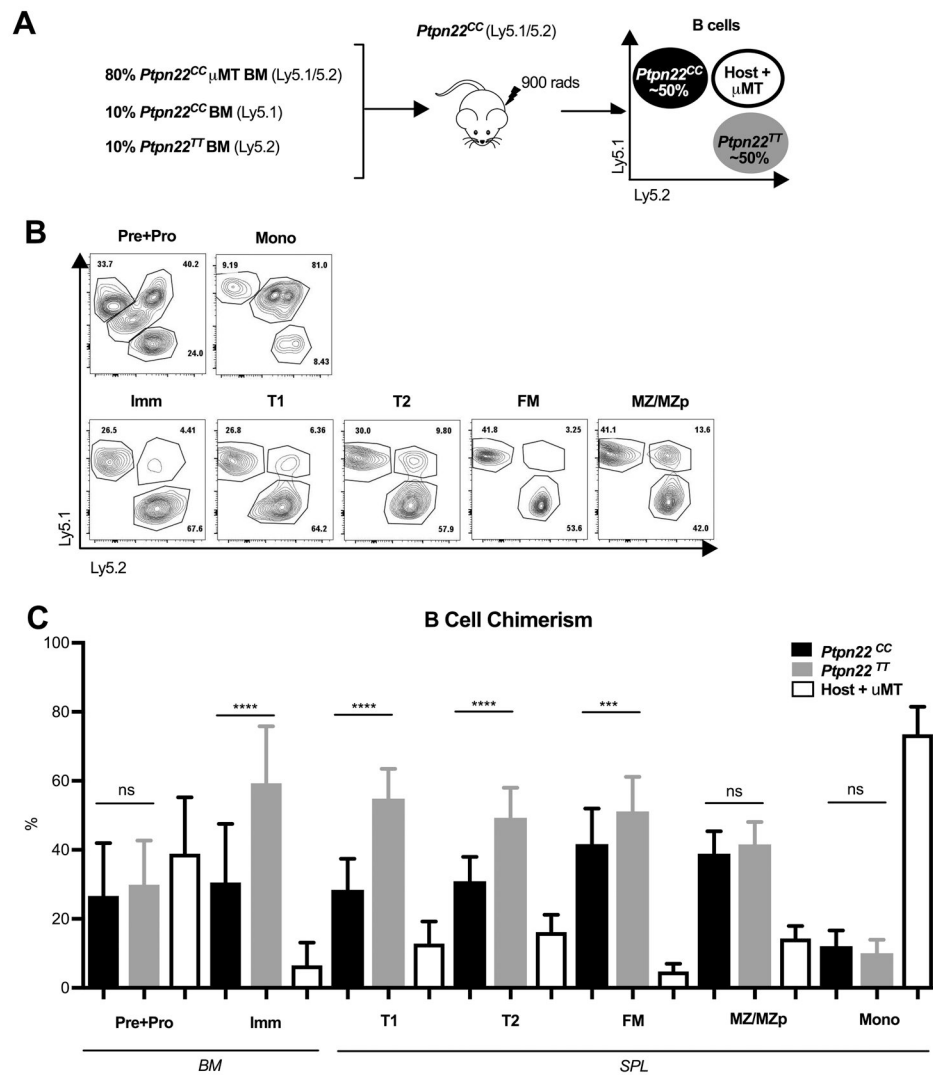 A
80% Ptpn22CC μMT BM (Ly5.1/5.2)
10% Ptpn22CC BM (Ly5.1)
10% Ptpn22TT BM (Ly5.2)
Ptpn22CC (Ly5.1/5.2)
900 rads
B cells
Ptpn22CC
~50%
Host +
μMT
Ptpn22TT
~50%
Ly5.1
Ly5.2
B
Pre+Pro
Mono
33.7
40.2
24.0
9.19
81.0
8.43
Imm
T1
T2
FM
MZ/MZp
26.5
4.41
67.6
26.8
6.36
64.2
30.0
9.80
57.9
41.8
3.25
53.6
41.1
13.6
42.0
Ly5.1
Ly5.2
C
B Cell Chimerism
Ptpn22 CC
Ptpn22 TT
Host + uMT
100
80
60
40
20
0
%
ns
****
****
****
***
ns
ns
Pre+Pro
Imm
T1
T2
FM
MZ/MZp
Mono
BM
SPL